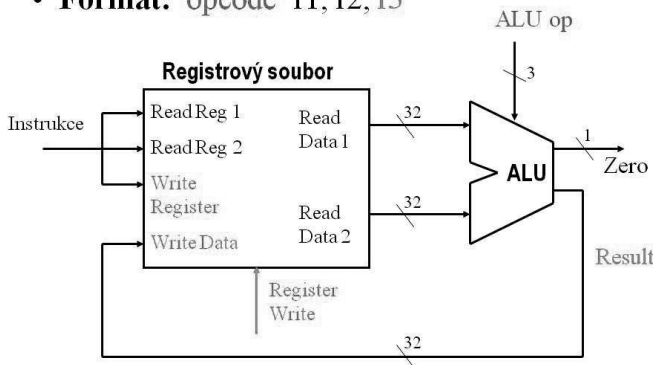 • Format: opcode r1, r2, r3
ALU op
3
Registrový soubor
Instrukce
Read Reg 1
Read Reg 2
Write
Register
Write Data
Read
Data 1
Read
Data 2
32
32
ALU
1
Zero
Result
Register
Write
32